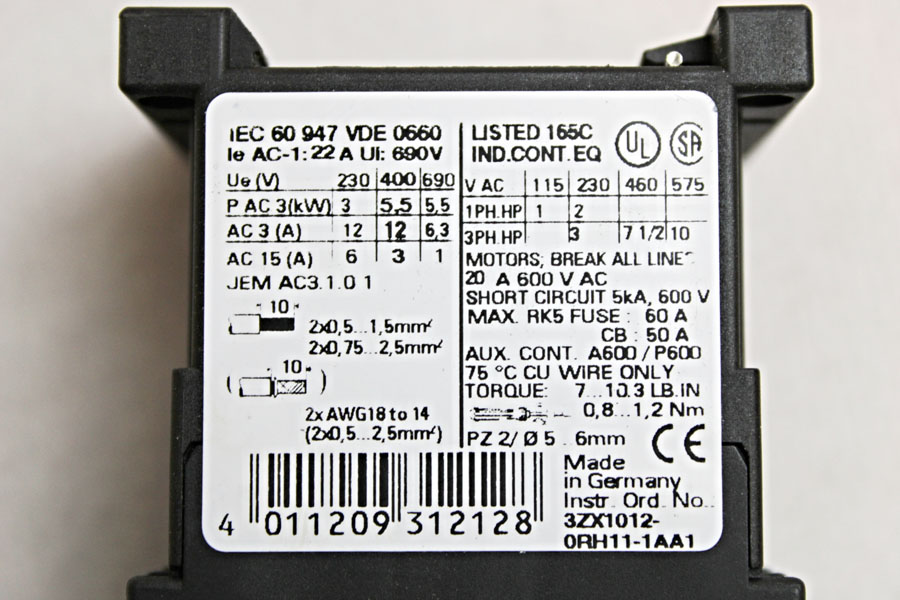 IEC 60 947 VDE 0660
Ie AC-1: 22 A Ui: 690V
Ue (V) 230 400 690
P AC 3(kW) 3 5,5 5,5
AC 3 (A) 12 12 6,3
AC 15 (A) 6 3 1
JEM AC3.1.0 1
10
2x0,5...1,5mm²
2x0,75...2,5mm²
( 10 )
2x AWG18 to 14
(2x0,5...2,5mm²)
LISTED 165C
IND.CONT.EQ
UL
SA
V AC 115 230 460 575
1PH.HP 1 2
3PH.HP 3 7 1/2 10
MOTORS; BREAK ALL LINES
20 A 600 V AC
SHORT CIRCUIT 5kA, 600 V
MAX. RK5 FUSE : 60 A
CB : 50 A
AUX. CONT. A600 / P600
75 °C CU WIRE ONLY
TORQUE: 7...10.3 LB.IN
0,8...1,2 Nm
PZ 2/ Ø 5...6mm
CE
Made
in Germany
Instr. Ord. No..
3ZX1012-
0RH11-1AA1
4 011209 312128